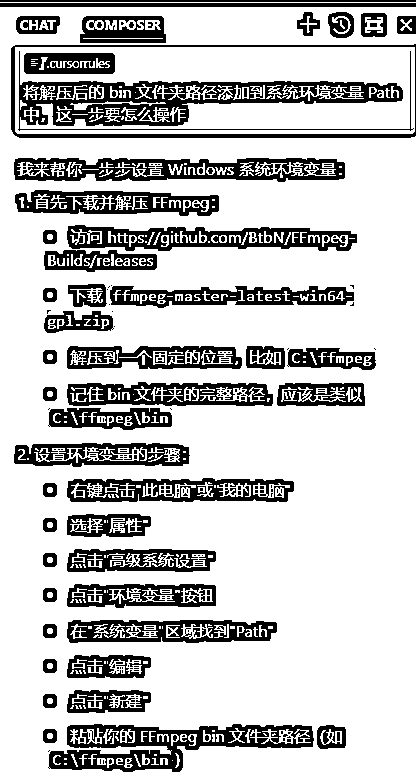 CHAT COMPOSER
.cursorrules
将解压后的 bin 文件夹路径添加到系统环境变量 Path
中，这一步要怎么操作
我来帮你一步步设置 Windows 系统环境变量：
1. 首先下载并解压 FFmpeg：
访问 https://github.com/BtbN/FFmpeg-
Builds/releases
下载 ffmpeg-master-latest-win64-
gpl.zip
解压到一个固定的位置，比如 C:\ffmpeg
记住 bin 文件夹的完整路径，应该是类似
C:\ffmpeg\bin
2. 设置环境变量的步骤：
右键点击"此电脑"或"我的电脑"
选择"属性"
点击"高级系统设置"
点击"环境变量"按钮
在"系统变量"区域找到"Path"
点击"编辑"
点击"新建"
粘贴你的 FFmpeg bin 文件夹路径（如
C:\ffmpeg\bin）